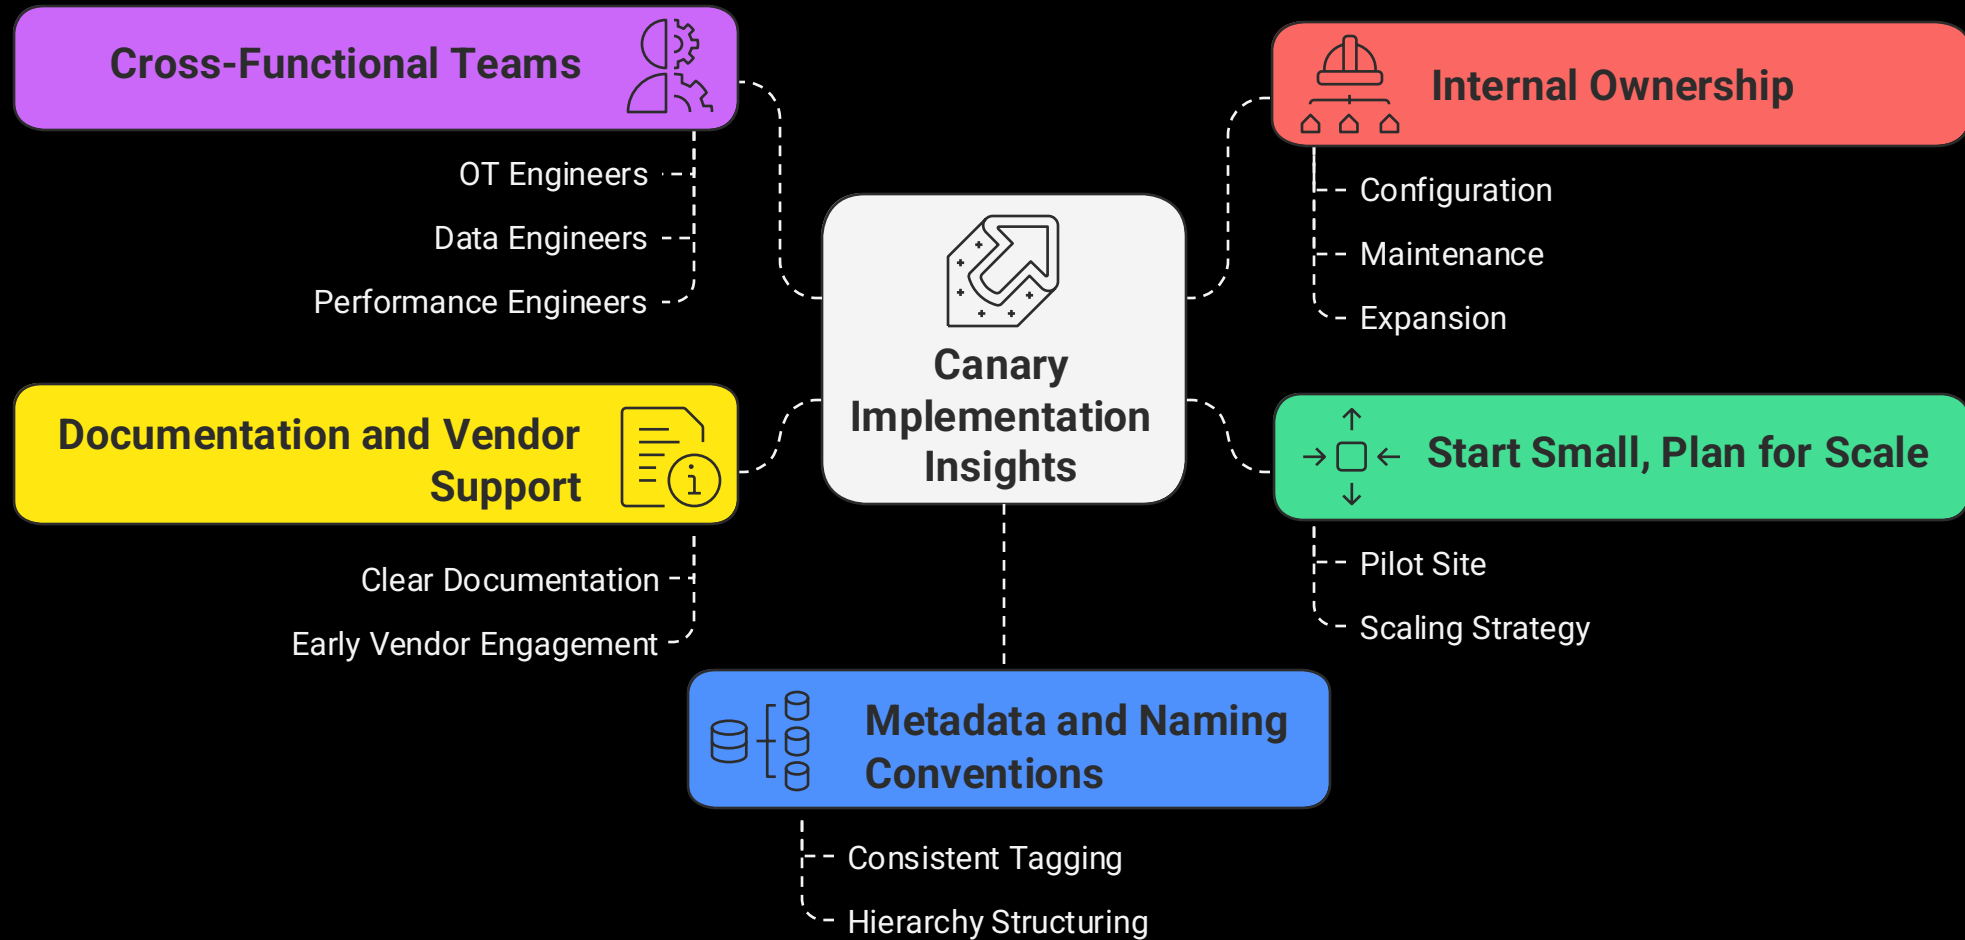 Cross-Functional Teams
OT Engineers
Data Engineers
Performance Engineers
Internal Ownership
Configuration
Maintenance
Expansion
Canary
Implementation
Insights
Documentation and Vendor
Support
Clear Documentation
Early Vendor Engagement
Start Small, Plan for Scale
Pilot Site
Scaling Strategy
Metadata and Naming
Conventions
Consistent Tagging
Hierarchy Structuring